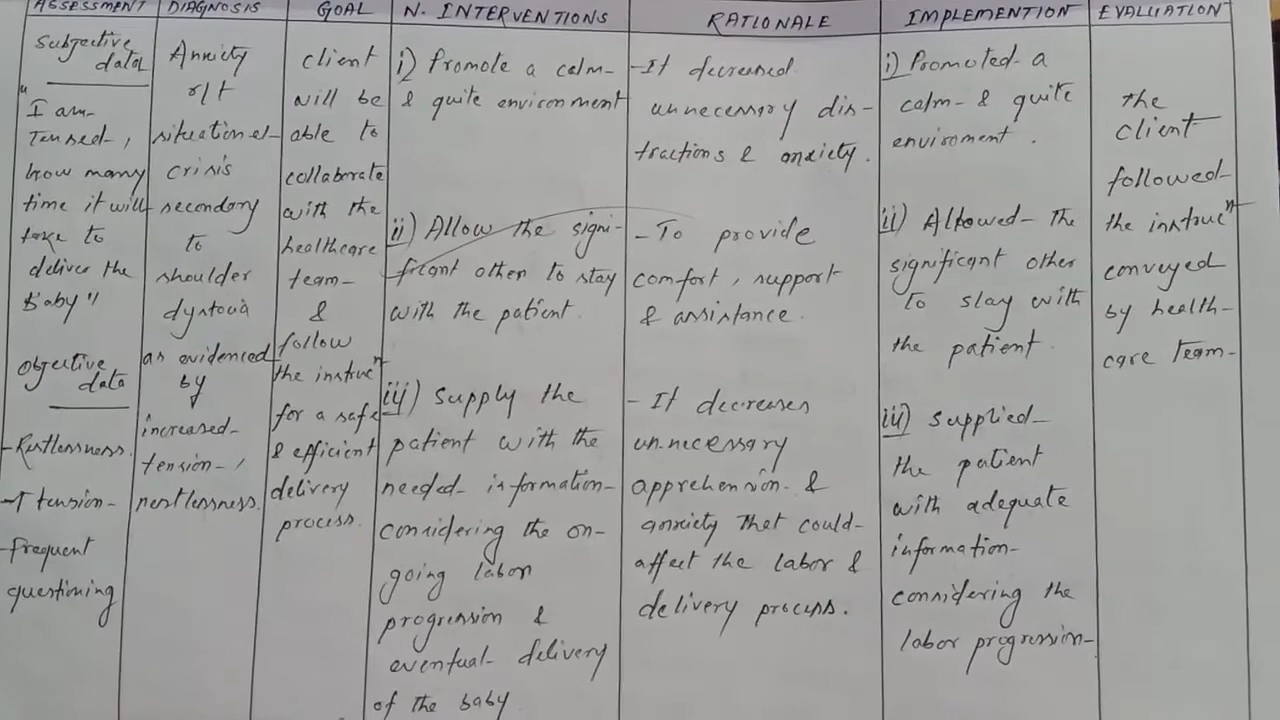 ASSESSMENT
Subjective
data
"I am
Tensed,
how many
time it will
take to
deliver the
baby"
Objective
data
- Restlessness.
- ↑ tension
- frequent
questioning
DIAGNOSIS
Anxiety
r/t
situational
crisis
secondary
to
shoulder
dystocia
as evidenced
by
increased
tension,
restlessness.
GOAL
client
will be
able to
collaborate
with the
healthcare
team
&
follow
the instrucⁿ
for a safe
& efficient
delivery
process.
N. INTERVENTIONS
i) Promote a calm
& quite environment
ii) Allow the signi-
ficant other to stay
with the patient.
iii) Supply the
patient with the
needed information
considering the on-
going labor
progression &
eventual delivery
of the baby
RATIONALE
- It decreased
unnecessary dis-
tractions & anxiety.
- To provide
comfort, support
& assistance.
- It decreases
unnecessary
apprehension &
anxiety that could
affect the labor &
delivery process.
IMPLEMENTION
i) Promoted a
calm & quite
enviroment.
ii) Allowed the
significant other
to stay with
the patient.
iii) Supplied
the patient
with adequate
information
considering the
labor progression
EVALUATION
the
client
followed
the instrucⁿ
conveyed
by health
care team